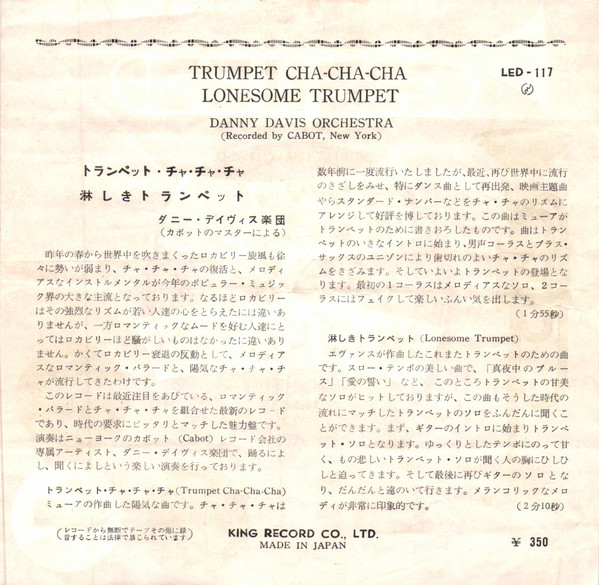 TRUMPET CHA-CHA-CHA
LONESOME TRUMPET
LED-117
DANNY DAVIS ORCHESTRA
(Recorded by CABOT, New York)
トランペット・チャ・チャ・チャ
淋しきトランペット
ダニー・デイヴィス楽団
(カボットのマスターによる)
昨年の春から世界中を吹きまくったロカビリー旋風も徐
々に勢いが弱まり、チャ・チャ・チャの復活と、メロディ
アスなインストルメンタルが今年のポピュラー・ミュジッ
ク界の大きな主流となっております。なるほどロカビリー
はその強烈なリズムが若い人達の心をとらえたには違いあ
りませんが、一方ロマンティックなムードを好む人達にと
ってはロカビリーほど騒がしいものはなかったに違いあり
ません。かくてロカビリー衰退の反動として、メロディア
スなロマンティック・バラードと、陽気なチャ・チャ・チ
ャが流行してきたわけです。
このレコードは最近注目をあびている、ロマンティック
・バラードとチャ・チャ・チャを組合せた最新のレコード
であり、時代の要求にピッタリとマッチした魅力盤です。
演奏はニューヨークのカボット (Cabot) レコード会社の
専属アーティスト、ダニー・デイヴィス楽団で、踊るによ
し、聞くによしという楽しい演奏を行っております。
トランペット・チャ・チャ・チャ(Trumpet Cha-Cha-Cha)
ミューアの作曲した陽気な曲です。チャ・チャ・チャは
数年前に一度流行いたしましたが、最近、再び世界中に流行
のきざしをみせ、特にダンス曲として再出発、映画主題曲
やらスタンダード・ナンバーなどをチャ・チャのリズムに
アレンジして好評を博しております。この曲はミューアが
トランペットのために書きおろしたものです。曲はトラン
ペットのいきなイントロに始まり、男声コーラスとブラス・
サックスのユニゾンにより歯切れのよいチャ・チャのリズ
ムをきざみます。そしていよいよトランペットの登場とな
ります。最初の1コーラスはメロディアスなソロ、2コー
ラスにはフェイクして楽しいふんい気を出します。
(1分55秒)
淋しきトランペット (Lonesome Trumpet)
エヴァンスが作曲したこれまたトランペットのための曲
です。スロー・テンポの美しい曲で、「真夜中のブルー
ス」「愛の誓い」など、このところトランペットの甘美
なソロがヒットしておりますが、この曲もそうした時代の
流れにマッチしたトランペットのソロをふんだんに聞くこ
とができます。まず、ギターのイントロに始まりトランペ
ット・ソロとなります。ゆっくりとしたテンポにのって甘
く、もの悲しいトランペット・ソロが聞く人の胸にひしひ
しと迫ってきます。そして最後に再びギターのソロとな
り、だんだんと遠のいて行きます。メランコリックなメロ
ディが非常に印象的です。
(2分10秒)
(レコードから無断でテープその他に録
音することは法律で禁じられています)
KING RECORD CO., LTD.
MADE IN JAPAN
¥ 350